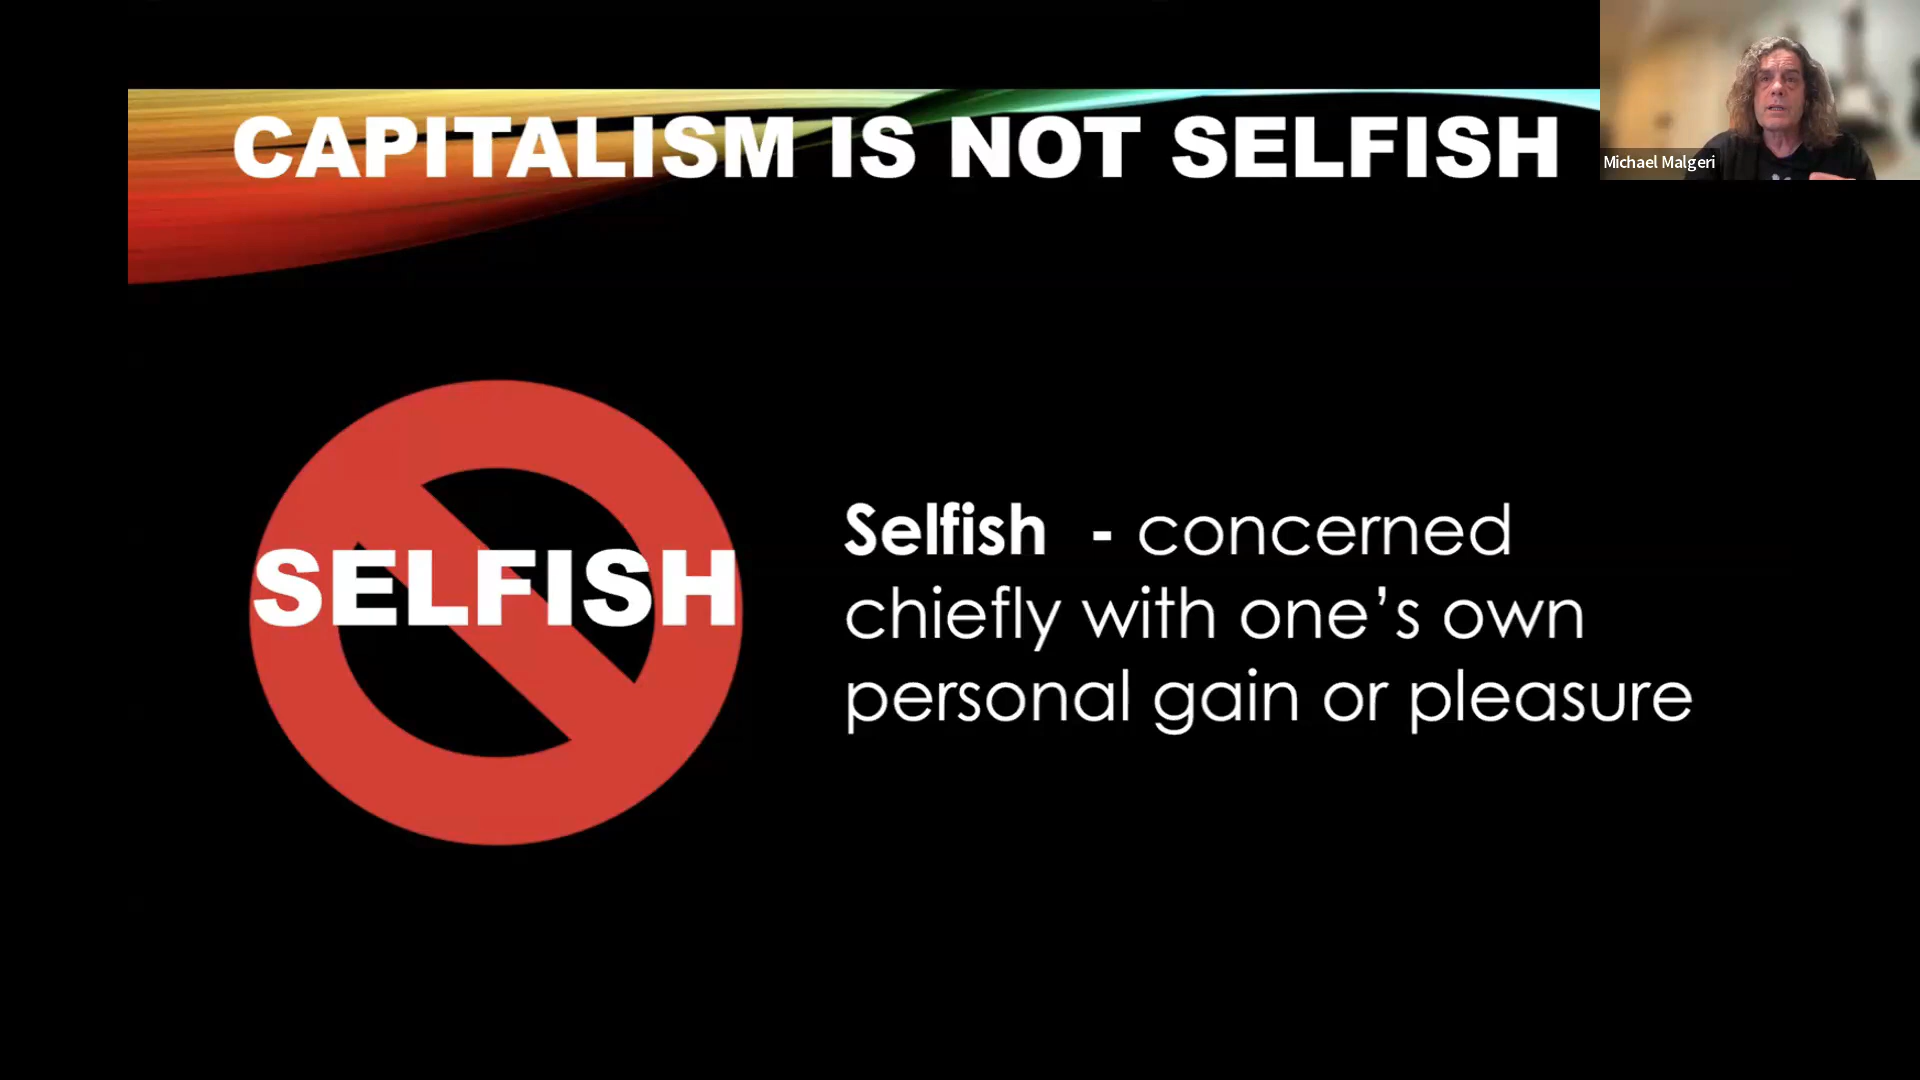 CAPITALISM IS NOT SELFISH
Michael Malgeri
SELFISH
Selfish - concerned
chiefly with one’s own
personal gain or pleasure